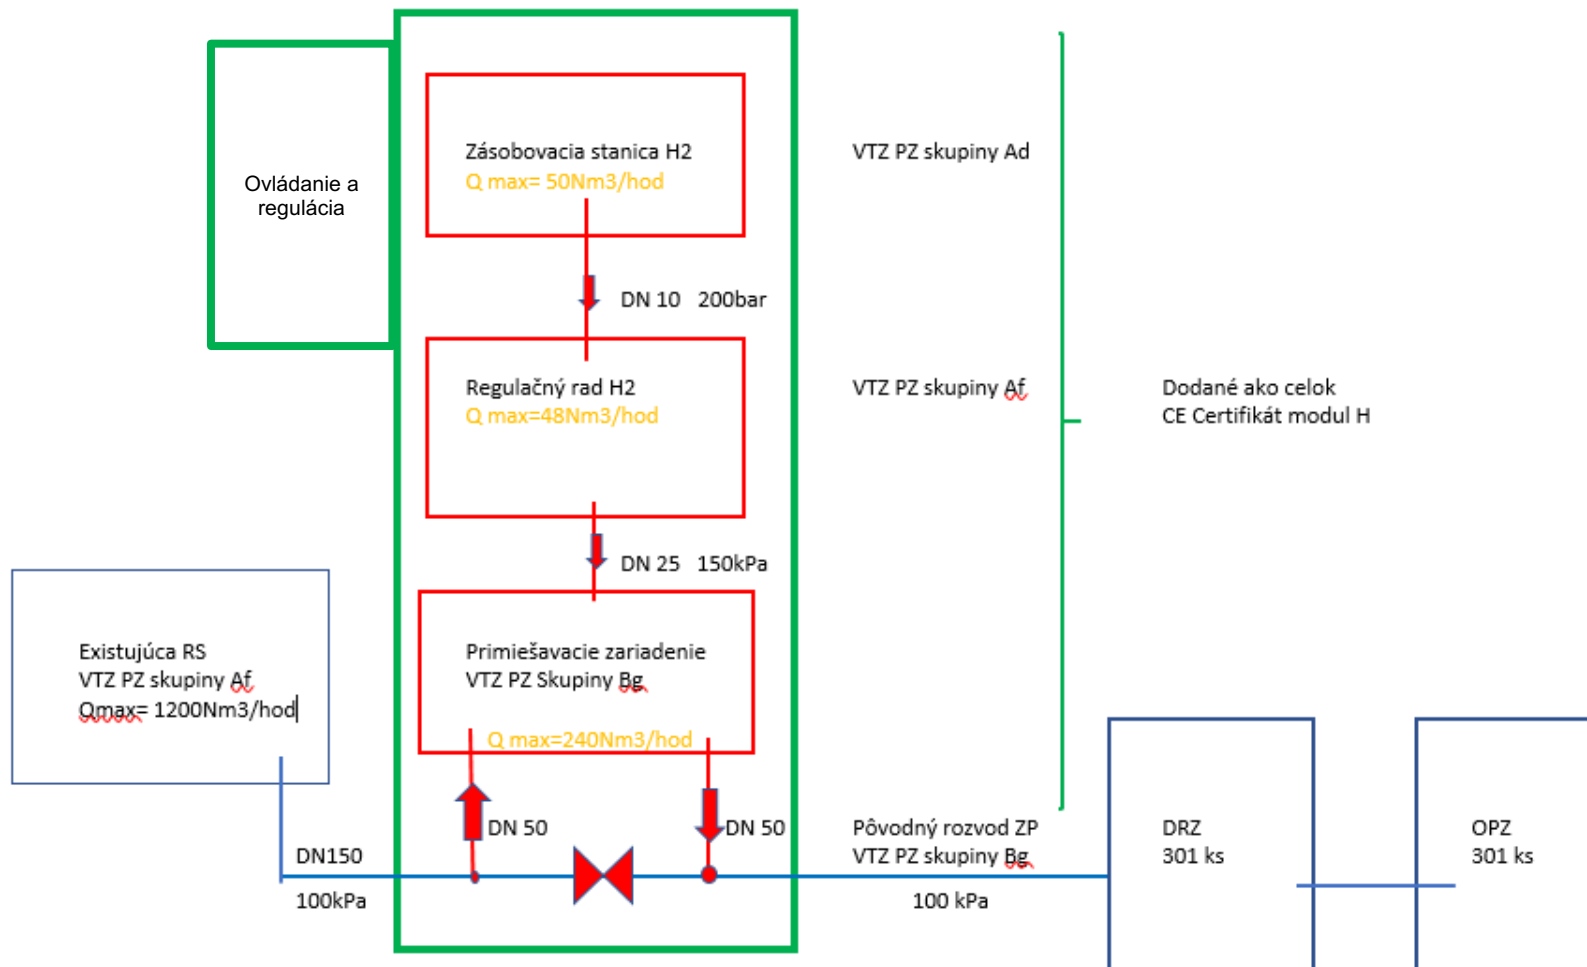 Ovládanie a
regulácia
Zásobovacia stanica H2
Q max= 50Nm3/hod
VTZ PZ skupiny Ad
DN 10 200bar
Regulačný rad H2
Q max=48Nm3/hod
VTZ PZ skupiny Af
Dodané ako celok
CE Certifikát modul H
DN 25 150kPa
Existujúca RS
VTZ PZ skupiny Af
Qmax= 1200Nm3/hod
Primiešavacie zariadenie
VTZ PZ Skupiny Bg
Q max=240Nm3/hod
DN 50
DN 50
DN150
100kPa
Pôvodný rozvod ZP
VTZ PZ skupiny Bg
100 kPa
DRZ
301 ks
OPZ
301 ks